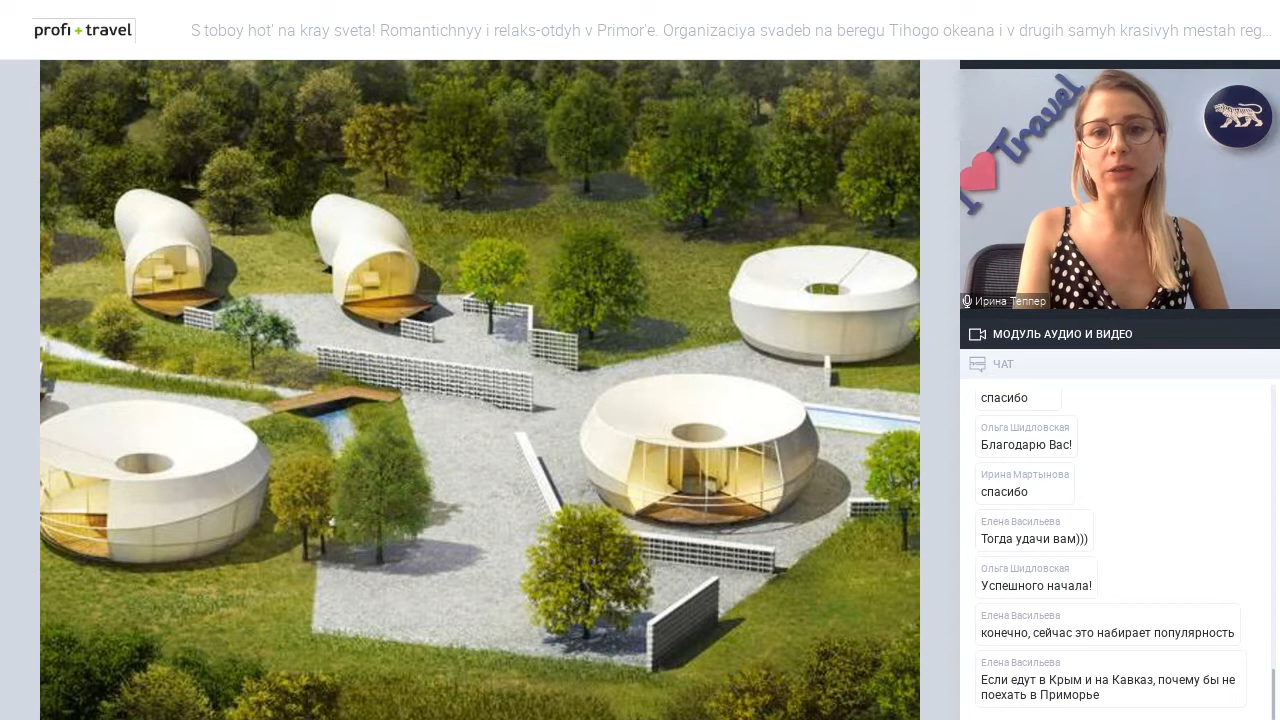 profi + travel
S toboy hot' na kray sveta! Romantichnyy i relaks-otdyh v Primor'e. Organizaciya svadeb na beregu Tihogo okeana i v drugih samyh krasivyh mestah reg...
I Travel
Ирина Теппер
МОДУЛЬ АУДИО И ВИДЕО
ЧАТ
спасибо
Ольга Шидловская
Благодарю Вас!
Ирина Мартынова
спасибо
Елена Васильева
Тогда удачи вам)))
Ольга Шидловская
Успешного начала!
Елена Васильева
конечно, сейчас это набирает популярность
Елена Васильева
Если едут в Крым и на Кавказ, почему бы не
поехать в Приморье